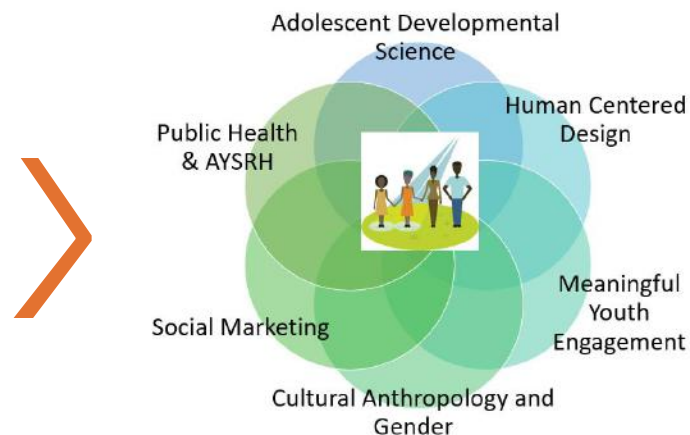 Adolescent Developmental
Science
Human Centered
Design
Public Health
& AYSRH
Meaningful
Youth
Engagement
Social Marketing
Cultural Anthropology and
Gender